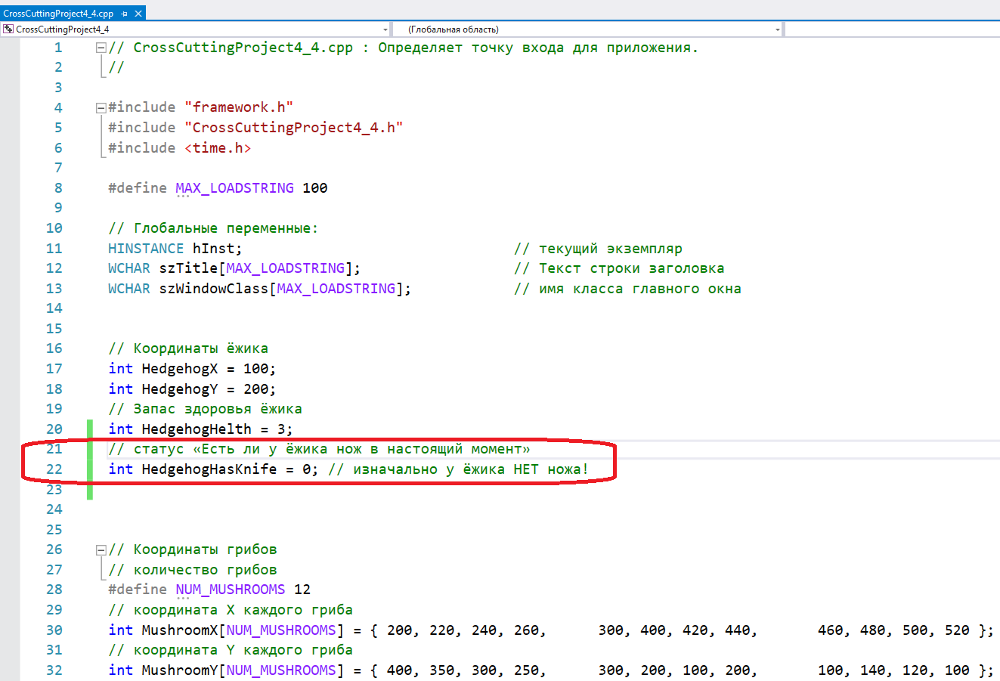 CrossCuttingProject4_4.cpp
CrossCuttingProject4_4 (Глобальная область)
1 // CrossCuttingProject4_4.cpp : Определяет точку входа для приложения.
2 //
3
4 #include "framework.h"
5 #include "CrossCuttingProject4_4.h"
6 #include <time.h>
7
8 #define MAX_LOADSTRING 100
9
10 // Глобальные переменные:
11 HINSTANCE hInst; // текущий экземпляр
12 WCHAR szTitle[MAX_LOADSTRING]; // Текст строки заголовка
13 WCHAR szWindowClass[MAX_LOADSTRING]; // имя класса главного окна
14
15
16 // Координаты ёжика
17 int HedgehogX = 100;
18 int HedgehogY = 200;
19 // Запас здоровья ёжика
20 int HedgehogHelth = 3;
21 // статус «Есть ли у ёжика нож в настоящий момент»
22 int HedgehogHasKnife = 0; // изначально у ёжика НЕТ ножа!
23
24
25
26 // Координаты грибов
27 // количество грибов
28 #define NUM_MUSHROOMS 12
29 // координата X каждого гриба
30 int MushroomX[NUM_MUSHROOMS] = { 200, 220, 240, 260, 300, 400, 420, 440, 460, 480, 500, 520 };
31 // координата Y каждого гриба
32 int MushroomY[NUM_MUSHROOMS] = { 400, 350, 300, 250, 300, 200, 100, 200, 100, 140, 120, 100 };